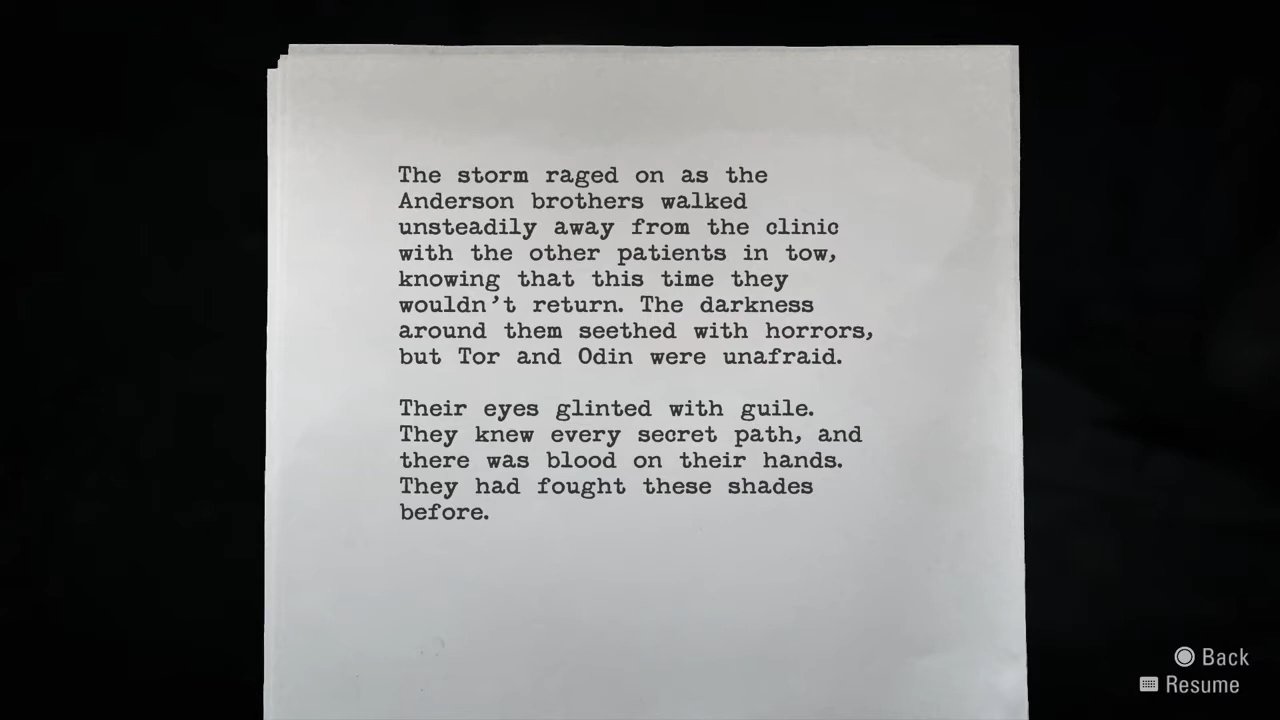 The storm raged on as the
Anderson brothers walked
unsteadily away from the clinic
with the other patients in tow,
knowing that this time they
wouldn't return. The darkness
around them seethed with horrors,
but Tor and Odin were unafraid.
Their eyes glinted with guile.
They knew every secret path, and
there was blood on their hands.
They had fought these shades
before.
Back
Resume